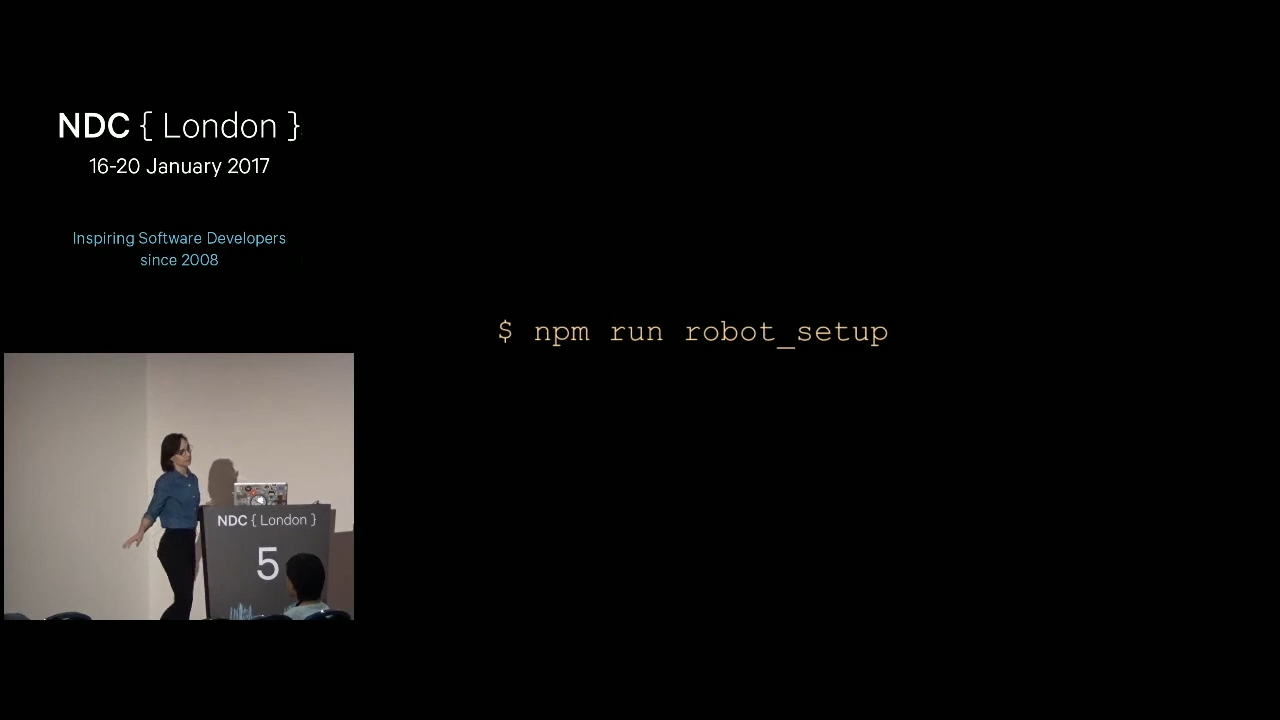 NDC { London }
16-20 January 2017
Inspiring Software Developers
since 2008
$ npm run robot_setup
NDC { London }
5